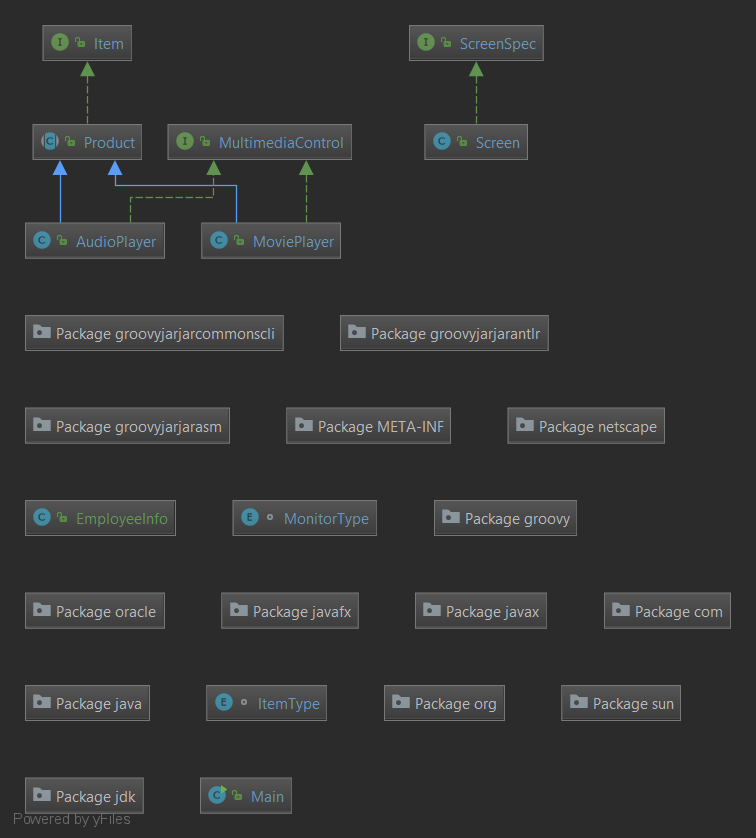 Item
ScreenSpec
Product
MultimediaControl
Screen
AudioPlayer
MoviePlayer
Package groovyjarjarcommonscli
Package groovyjarjarantlr
Package groovyjarjarasm
Package META-INF
Package netscape
EmployeeInfo
MonitorType
Package groovy
Package oracle
Package javafx
Package javax
Package com
Package java
ItemType
Package org
Package sun
Package jdk
Main
Powered by yFiles